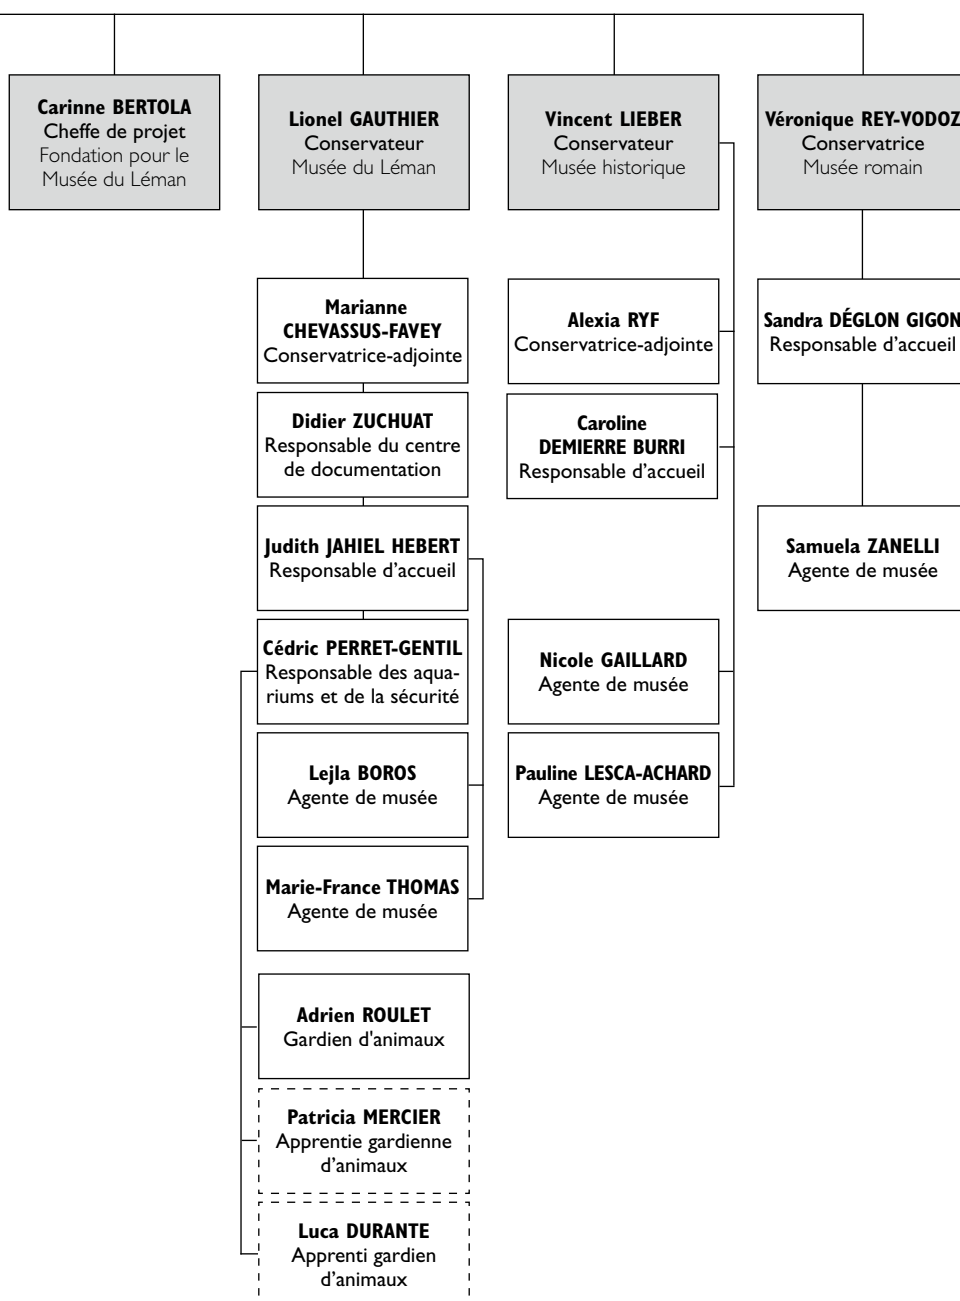 Carinne BERTOLA
Cheffe de projet
Fondation pour le
Musée du Léman
Lionel GAUTHIER
Conservateur
Musée du Léman
Vincent LIEBER
Conservateur
Musée historique
Véronique REY-VODOZ
Conservatrice
Musée romain
Marianne
CHEVASSUS-FAVEY
Conservatrice-adjointe
Didier ZUCHUAT
Responsable du centre
de documentation
Judith JAHIEL HEBERT
Responsable d’accueil
Cédric PERRET-GENTIL
Responsable des aqua-
riums et de la sécurité
Lejla BOROS
Agente de musée
Marie-France THOMAS
Agente de musée
Adrien ROULET
Gardien d'animaux
Patricia MERCIER
Apprentie gardienne
d’animaux
Luca DURANTE
Apprenti gardien
d’animaux
Alexia RYF
Conservatrice-adjointe
Caroline
DEMIERRE BURRI
Responsable d’accueil
Nicole GAILLARD
Agente de musée
Pauline LESCA-ACHARD
Agente de musée
Sandra DÉGLON GIGON
Responsable d’accueil
Samuela ZANELLI
Agente de musée